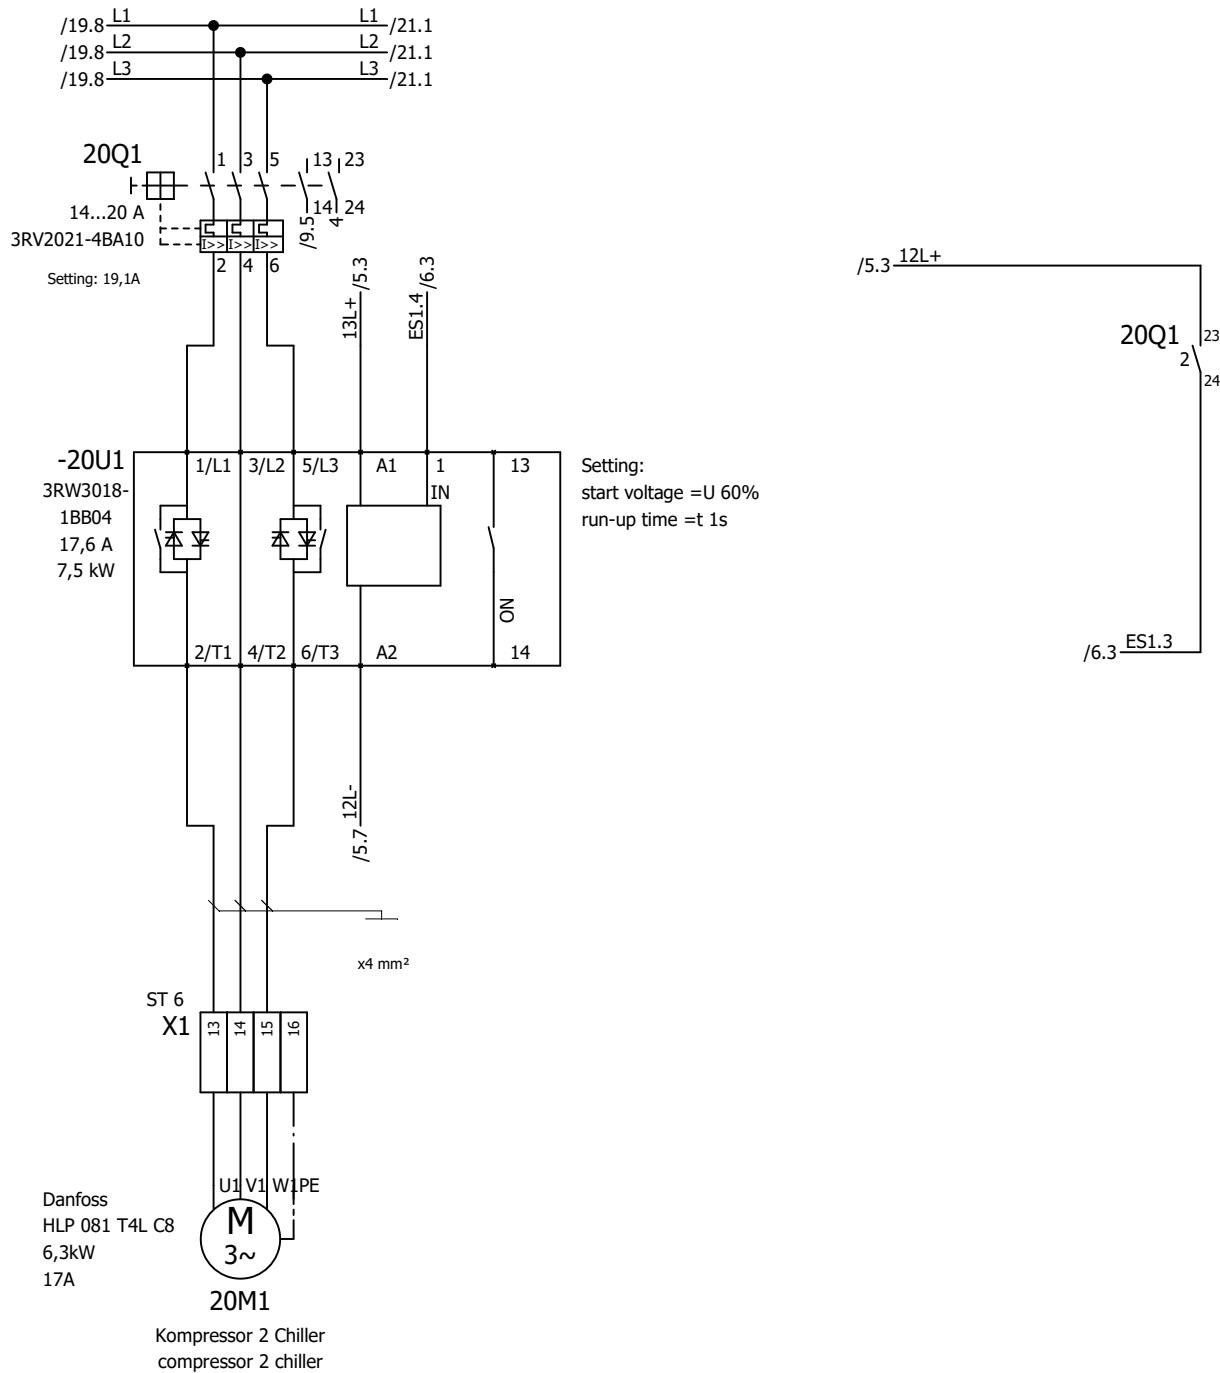 /19.8 L1 L1 /21.1
/19.8 L2 L2 /21.1
/19.8 L3 L3 /21.1
20Q1
1 3 5 13 23
14...20 A
14 24
3RV2021-4BA10
/9.5
4
I>> I>> I>>
2 4 6
Setting: 19,1A
13L+ /5.3
ES1.4 /6.3
/5.3 12L+
20Q1
23
2
24
-20U1
1/L1 3/L2 5/L3 A1 1 13
IN
3RW3018-
1BB04
17,6 A
7,5 kW
Setting:
start voltage =U 60%
run-up time =t 1s
ON
2/T1 4/T2 6/T3 A2 14
/6.3 ES1.3
/5.7 12L-
x4 mm²
ST 6
X1
13 14 15 16
U1 V1 W1PE
Danfoss
HLP 081 T4L C8
6,3kW
17A
M
3~
20M1
Kompressor 2 Chiller
compressor 2 chiller